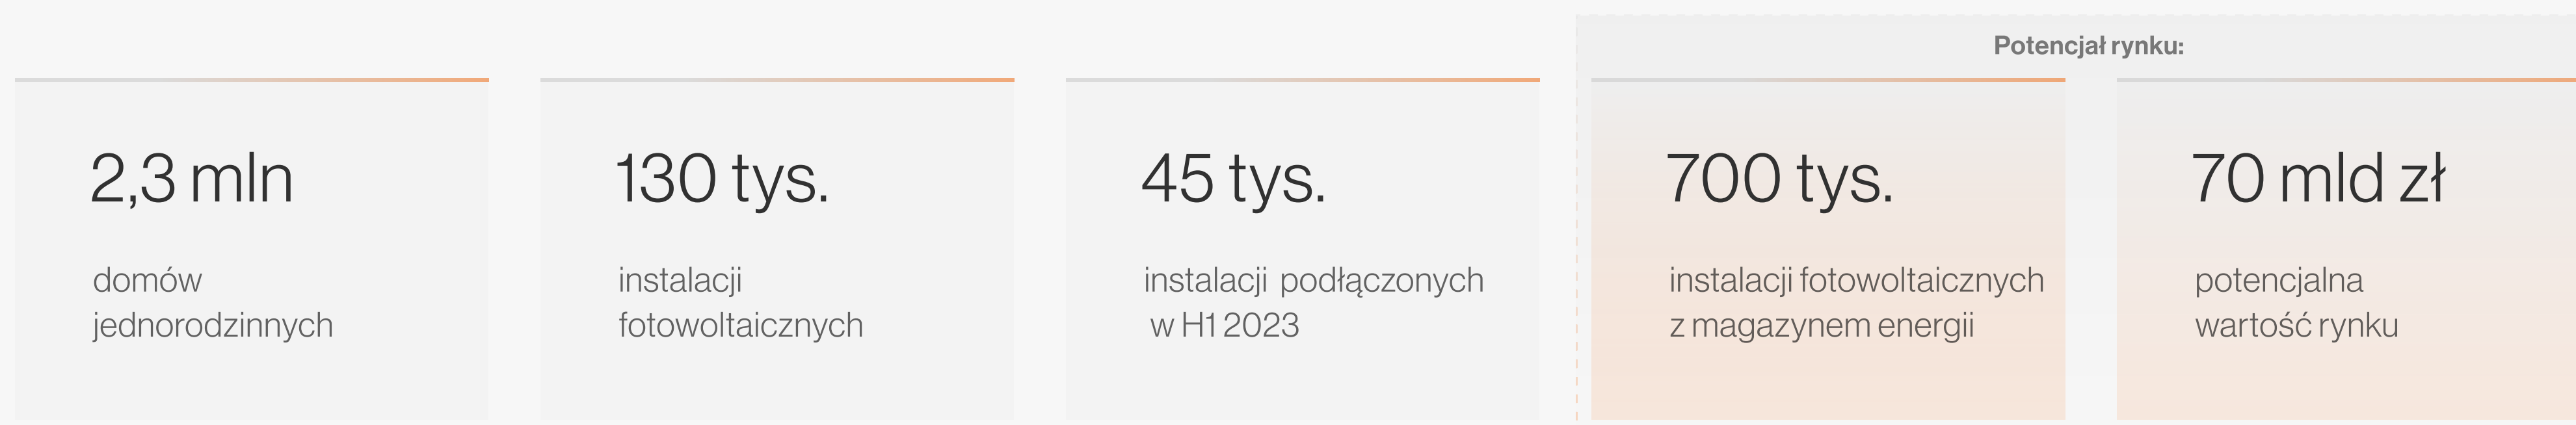 Potencjał rynku:
2,3 mln
domów
jednorodzinnych
130 tys.
instalacji
fotowoltaicznych
45 tys.
instalacji podłączonych
w H1 2023
700 tys.
instalacji fotowoltaicznych
z magazynem energii
70 mld zł
potencjalna
wartość rynku